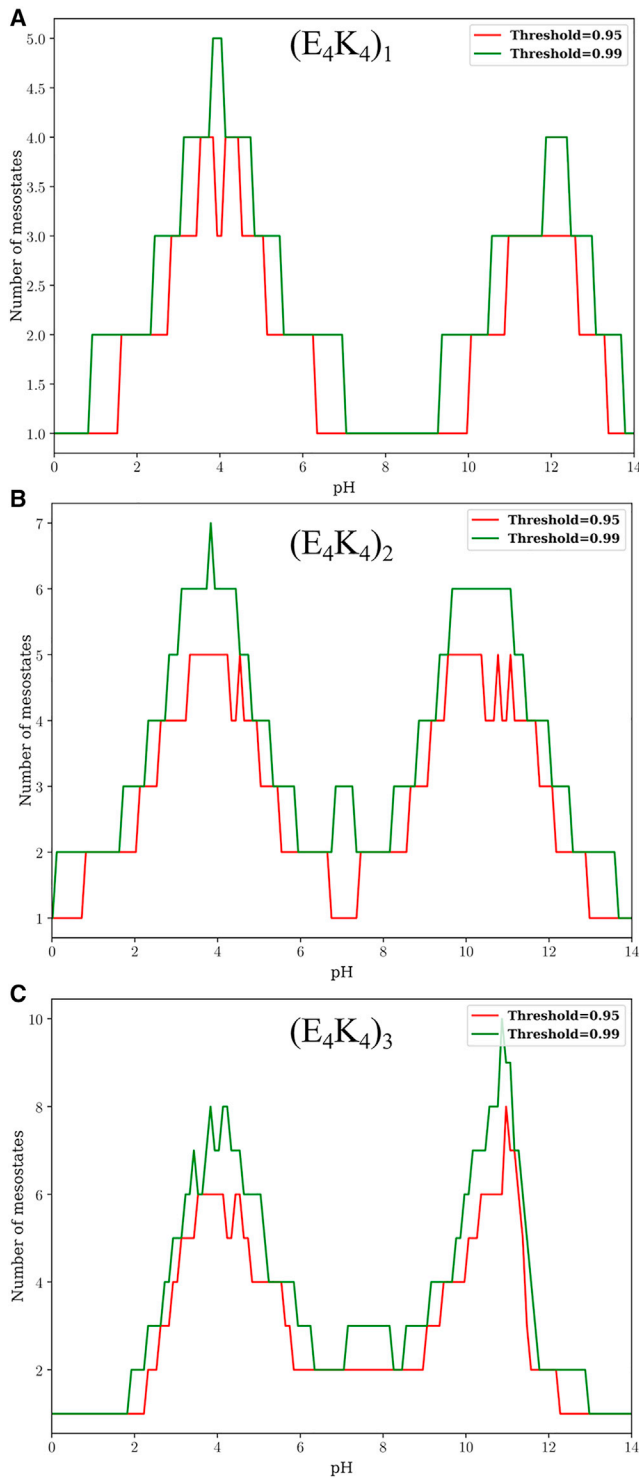 A
(E₄K₄)₁
Threshold=0.95
Threshold=0.99
Number of mesostates
5.0
4.5
4.0
3.5
3.0
2.5
2.0
1.5
1.0
0 2 4 6 8 10 12 14
pH
B
(E₄K₄)₂
Threshold=0.95
Threshold=0.99
Number of mesostates
7
6
5
4
3
2
1
0 2 4 6 8 10 12 14
pH
C
(E₄K₄)₃
Threshold=0.95
Threshold=0.99
Number of mesostates
10
8
6
4
2
0 2 4 6 8 10 12 14
pH